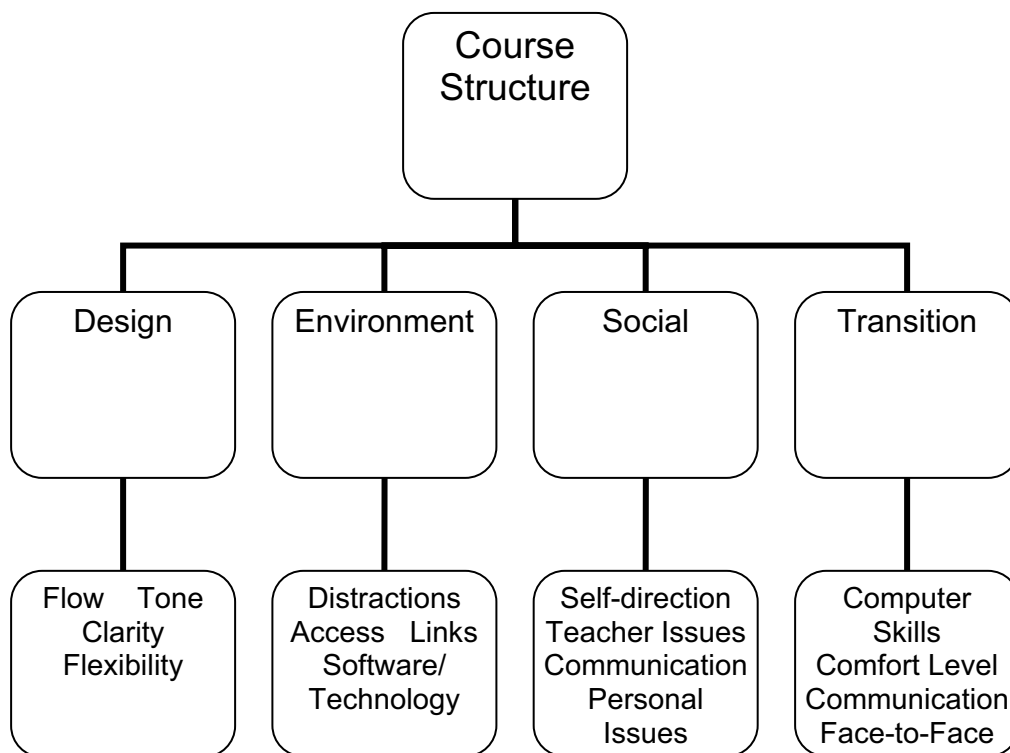 Course
Structure
Design
Environment
Social
Transition
Flow Tone
Clarity
Flexibility
Distractions
Access Links
Software/
Technology
Self-direction
Teacher Issues
Communication
Personal
Issues
Computer
Skills
Comfort Level
Communication
Face-to-Face